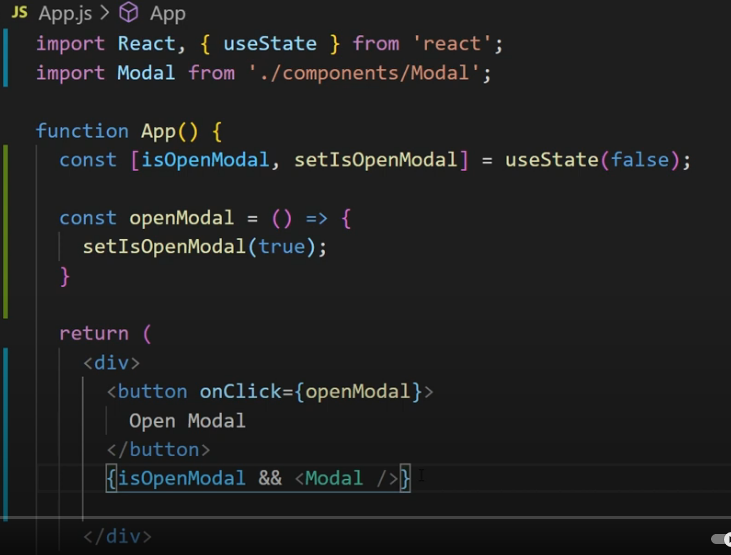 JS App.js > App
import React, { useState } from 'react';
import Modal from './components/Modal';
function App() {
const [isOpenModal, setIsOpenModal] = useState(false);
const openModal = () => {
setIsOpenModal(true);
}
return (
<div>
<button onClick={openModal}>
Open Modal
</button>
{isOpenModal && <Modal />}
</div>